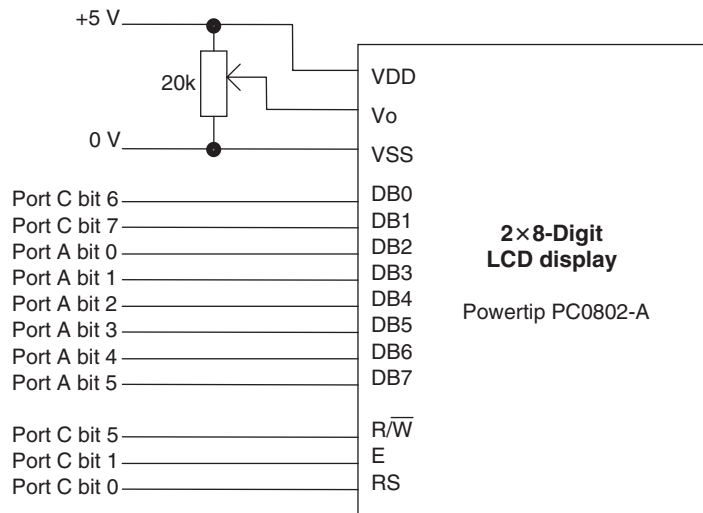 +5 V
20k
0 V
VDD
Vo
VSS
Port C bit 6 DB0
Port C bit 7 DB1
Port A bit 0 DB2
Port A bit 1 DB3
Port A bit 2 DB4
Port A bit 3 DB5
Port A bit 4 DB6
Port A bit 5 DB7
Port C bit 5 R/W̅
Port C bit 1 E
Port C bit 0 RS
2×8-Digit
LCD display
Powertip PC0802-A